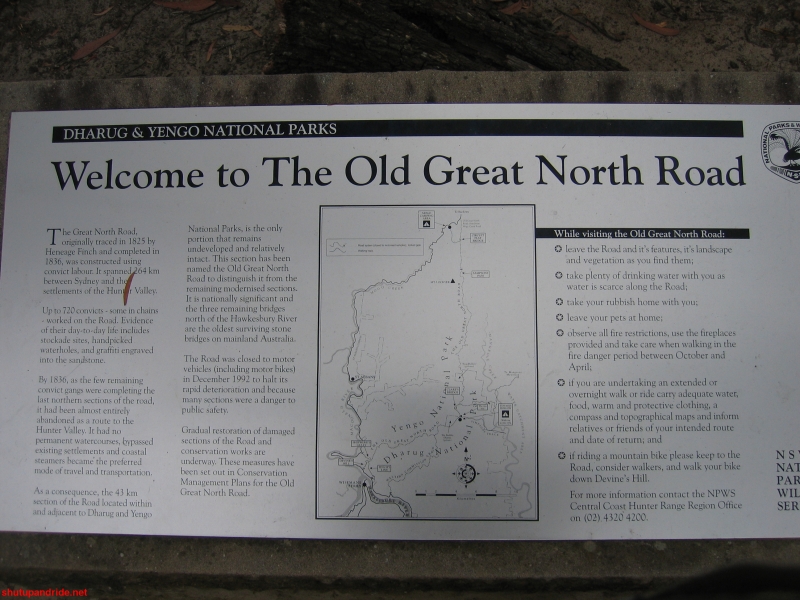 DHARUG & YENGO NATIONAL PARKS
Welcome to The Old Great North Road
The Great North Road,
originally traced in 1825 by
Heneage Finch and completed in
1836, was constructed using
convict labour. It spanned 264 km
between Sydney and the
settlements of the Hunter Valley.
Up to 720 convicts - some in chains
- worked on the Road. Evidence
of their day-to-day life includes
stockade sites, handpicked
waterholes, and graffiti engraved
into the sandstone.
By 1836, as the few remaining
convict gangs were completing the
last northern sections of the road,
it had been almost entirely
abandoned as a route to the
Hunter Valley. It had no
permanent watercourses, bypassed
existing settlements and coastal
steamers became the preferred
mode of travel and transportation.
As a consequence, the 43 km
section of the Road located within
and adjacent to Dharug and Yengo
National Parks, is the only
portion that remains
undeveloped and relatively
intact. This section has been
named the Old Great North Road
to distinguish it from the
remaining modernised sections.
It is nationally significant and
the three remaining bridges
north of the Hawkesbury River
are the oldest surviving stone
bridges on mainland Australia.
The Road was closed to motor
vehicles (including motor bikes)
in December 1992 to halt its
rapid deterioration and because
many sections were a danger to
public safety.
Gradual restoration of damaged
sections of the Road and
conservation works are
underway. These measures have
been set out in Conservation
Management Plans for the Old
Great North Road.
Yengo National Park
Dharug National Park
While visiting the Old Great North Road:
leave the Road and it's features, it's landscape
and vegetation as you find them;
take plenty of drinking water with you as
water is scarce along the Road;
take your rubbish home with you;
leave your pets at home;
observe all fire restrictions, use the fireplaces
provided and take care when walking in the
fire danger period between October and
April;
if you are undertaking an extended or
overnight walk or ride carry adequate water,
food, warm and protective clothing, a
compass and topographical maps and inform
relatives or friends of your intended route
and date of return; and
if riding a mountain bike please keep to the
Road, consider walkers, and walk your bike
down Devine's Hill.
For more information contact the NPWS
Central Coast Hunter Range Region Office
on (02) 4320 4200.
NATIONAL PARKS & W
N S W
NAT
PAR
WIL
SER
shutupandride.net